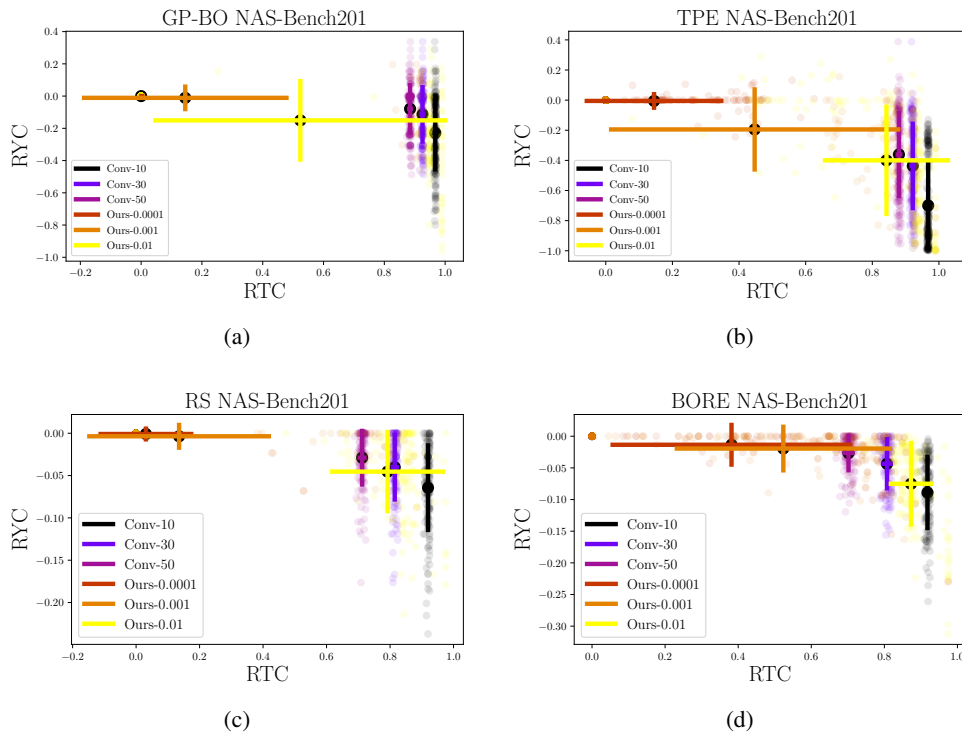 GP-BO NAS-Bench201
0.4
0.2
0.0
−0.2
−0.4
−0.6
−0.8
−1.0
RYC
Conv-10
Conv-30
Conv-50
Ours-0.0001
Ours-0.001
Ours-0.01
−0.2 0.0 0.2 0.4 0.6 0.8 1.0
RTC
(a)
TPE NAS-Bench201
0.4
0.2
0.0
−0.2
−0.4
−0.6
−0.8
−1.0
RYC
Conv-10
Conv-30
Conv-50
Ours-0.0001
Ours-0.001
Ours-0.01
0.0 0.2 0.4 0.6 0.8 1.0
RTC
(b)
RS NAS-Bench201
0.00
−0.05
−0.10
−0.15
−0.20
RYC
Conv-10
Conv-30
Conv-50
Ours-0.0001
Ours-0.001
Ours-0.01
−0.2 0.0 0.2 0.4 0.6 0.8 1.0
RTC
(c)
BORE NAS-Bench201
0.00
−0.05
−0.10
−0.15
−0.20
−0.25
−0.30
RYC
Conv-10
Conv-30
Conv-50
Ours-0.0001
Ours-0.001
Ours-0.01
0.0 0.2 0.4 0.6 0.8 1.0
RTC
(d)